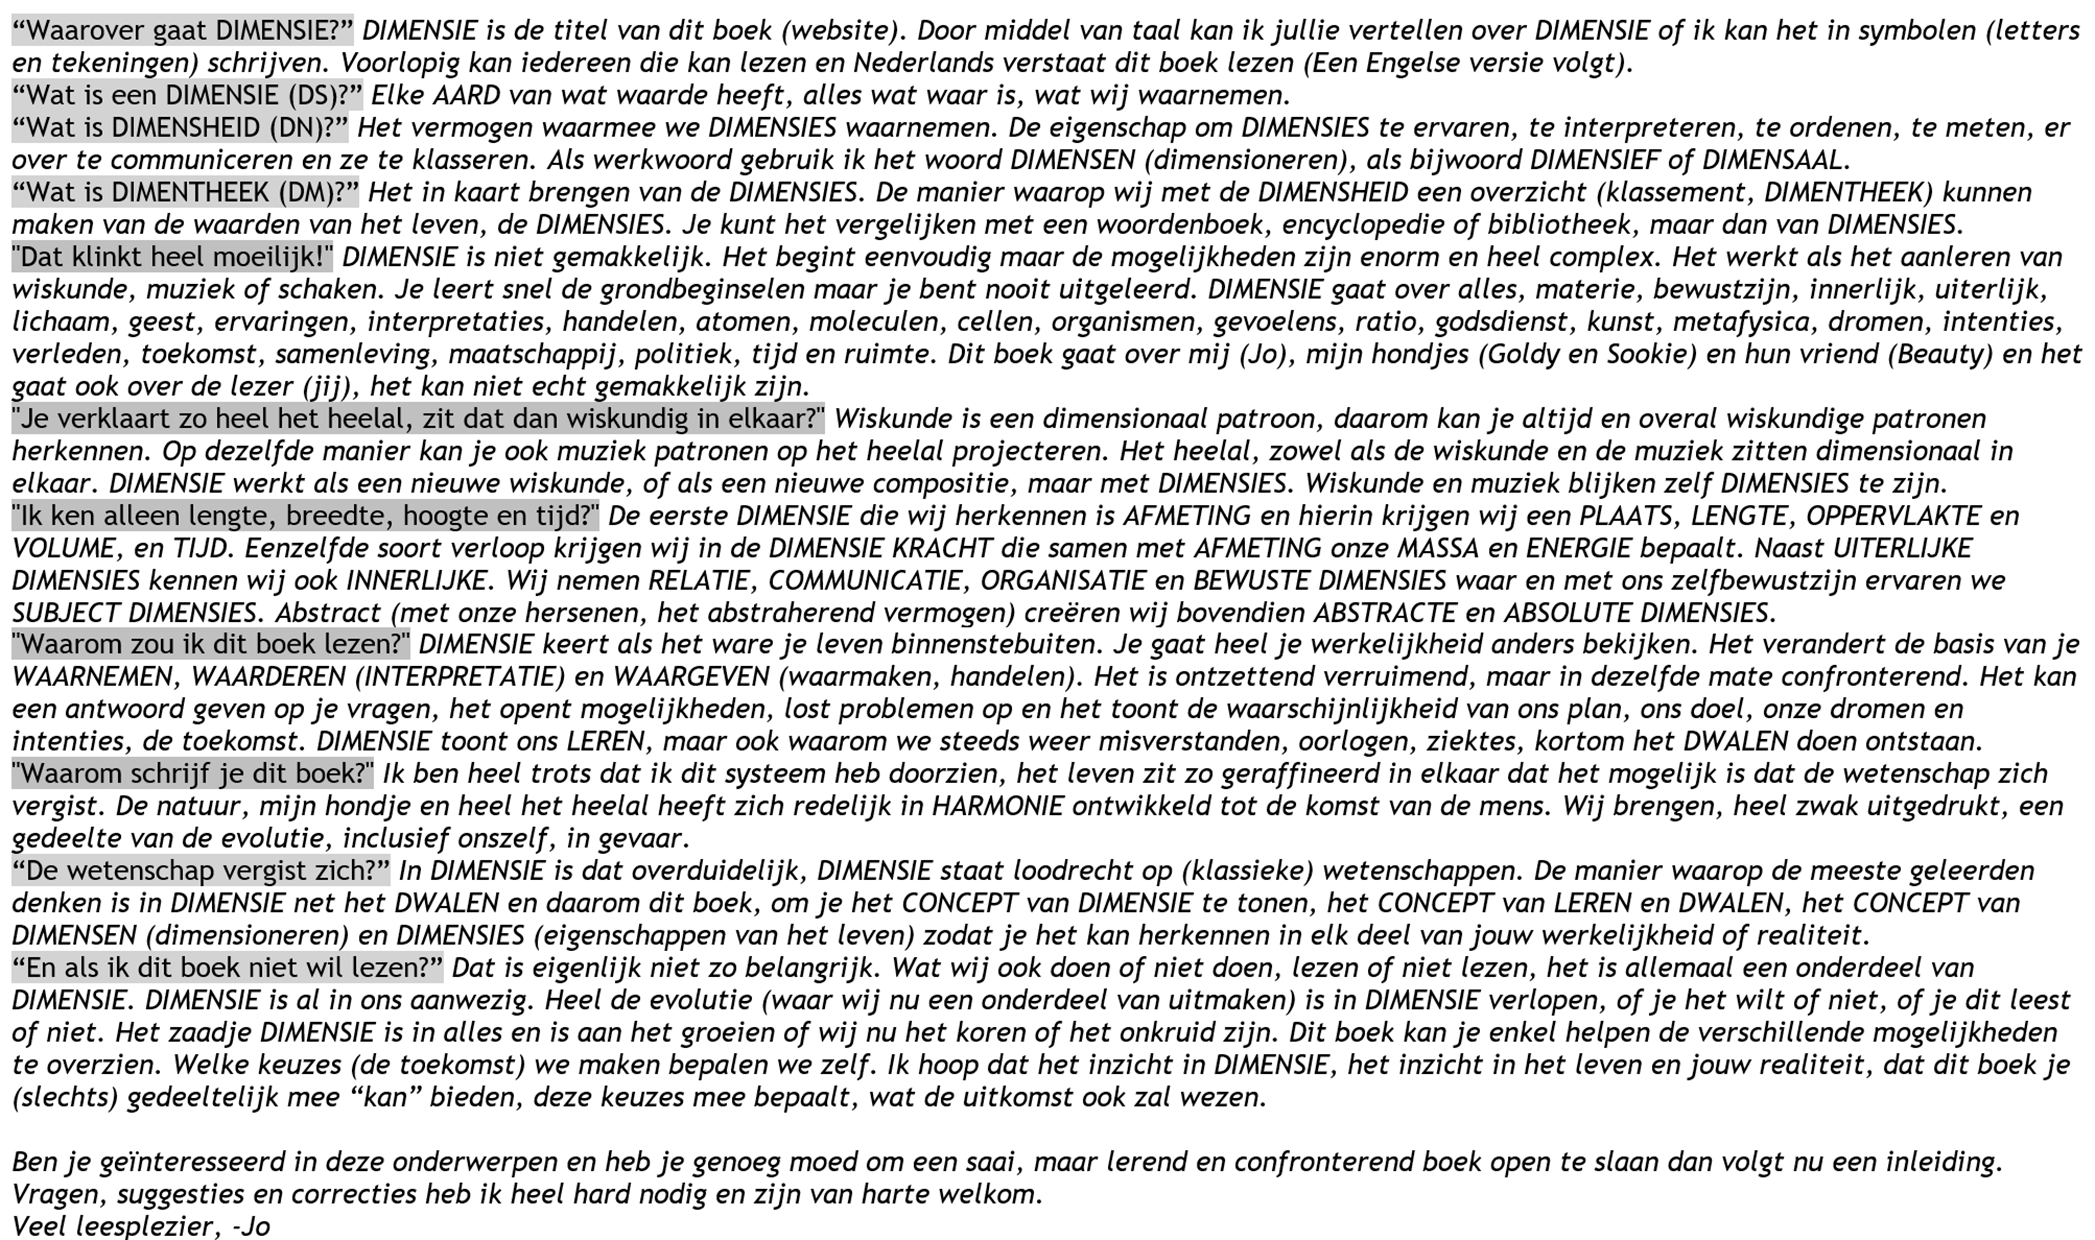 “Waarover gaat DIMENSIE?” DIMENSIE is de titel van dit boek (website). Door middel van taal kan ik jullie vertellen over DIMENSIE of ik kan het in symbolen (letters
en tekeningen) schrijven. Voorlopig kan iedereen die kan lezen en Nederlands verstaat dit boek lezen (Een Engelse versie volgt).
“Wat is een DIMENSIE (DS)?” Elke AARD van wat waarde heeft, alles wat waar is, wat wij waarnemen.
“Wat is DIMENSHEID (DN)?” Het vermogen waarmee we DIMENSIES waarnemen. De eigenschap om DIMENSIES te ervaren, te interpreteren, te ordenen, te meten, er
over te communiceren en ze te klasseren. Als werkwoord gebruik ik het woord DIMENSEN (dimensioneren), als bijwoord DIMENSIEF of DIMENSAAL.
“Wat is DIMENTHEEK (DM)?” Het in kaart brengen van de DIMENSIES. De manier waarop wij met de DIMENSHEID een overzicht (klassement, DIMENTHEEK) kunnen
maken van de waarden van het leven, de DIMENSIES. Je kunt het vergelijken met een woordenboek, encyclopedie of bibliotheek, maar dan van DIMENSIES.
"Dat klinkt heel moeilijk!" DIMENSIE is niet gemakkelijk. Het begint eenvoudig maar de mogelijkheden zijn enorm en heel complex. Het werkt als het aanleren van
wiskunde, muziek of schaken. Je leert snel de grondbeginselen maar je bent nooit uitgeleerd. DIMENSIE gaat over alles, materie, bewustzijn, innerlijk, uiterlijk,
lichaam, geest, ervaringen, interpretaties, handelen, atomen, moleculen, cellen, organismen, gevoelens, ratio, godsdienst, kunst, metafysica, dromen, intenties,
verleden, toekomst, samenleving, maatschappij, politiek, tijd en ruimte. Dit boek gaat over mij (Jo), mijn hondjes (Goldy en Sookie) en hun vriend (Beauty) en het
gaat ook over de lezer (jij), het kan niet echt gemakkelijk zijn.
"Je verklaart zo heel het heelal, zit dat dan wiskundig in elkaar?" Wiskunde is een dimensionaal patroon, daarom kan je altijd en overal wiskundige patronen
herkennen. Op dezelfde manier kan je ook muziek patronen op het heelal projecteren. Het heelal, zowel als de wiskunde en de muziek zitten dimensionaal in
elkaar. DIMENSIE werkt als een nieuwe wiskunde, of als een nieuwe compositie, maar met DIMENSIES. Wiskunde en muziek blijken zelf DIMENSIES te zijn.
"Ik ken alleen lengte, breedte, hoogte en tijd?" De eerste DIMENSIE die wij herkennen is AFMETING en hierin krijgen wij een PLAATS, LENGTE, OPPERVLAKTE en
VOLUME, en TIJD. Eenzelfde soort verloop krijgen wij in de DIMENSIE KRACHT die samen met AFMETING onze MASSA en ENERGIE bepaalt. Naast UITERLIJKE
DIMENSIES kennen wij ook INNERLIJKE. Wij nemen RELATIE, COMMUNICATIE, ORGANISATIE en BEWUSTE DIMENSIES waar en met ons zelfbewustzijn ervaren we
SUBJECT DIMENSIES. Abstract (met onze hersenen, het abstraherend vermogen) creëren wij bovendien ABSTRACTE en ABSOLUTE DIMENSIES.
"Waarom zou ik dit boek lezen?" DIMENSIE keert als het ware je leven binnenstebuiten. Je gaat heel je werkelijkheid anders bekijken. Het verandert de basis van je
WAARNEMEN, WAARDEREN (INTERPRETATIE) en WAARGEVEN (waarmaken, handelen). Het is ontzettend verruimend, maar in dezelfde mate confronterend. Het kan
een antwoord geven op je vragen, het opent mogelijkheden, lost problemen op en het toont de waarschijnlijkheid van ons plan, ons doel, onze dromen en
intenties, de toekomst. DIMENSIE toont ons LEREN, maar ook waarom we steeds weer misverstanden, oorlogen, ziektes, kortom het DWALEN doen ontstaan.
"Waarom schrijf je dit boek?" Ik ben heel trots dat ik dit systeem heb doorzien, het leven zit zo geraffineerd in elkaar dat het mogelijk is dat de wetenschap zich
vergist. De natuur, mijn hondje en heel het heelal heeft zich redelijk in HARMONIE ontwikkeld tot de komst van de mens. Wij brengen, heel zwak uitgedrukt, een
gedeelte van de evolutie, inclusief onszelf, in gevaar.
“De wetenschap vergist zich?” In DIMENSIE is dat overduidelijk, DIMENSIE staat loodrecht op (klassieke) wetenschappen. De manier waarop de meeste geleerden
denken is in DIMENSIE net het DWALEN en daarom dit boek, om je het CONCEPT van DIMENSIE te tonen, het CONCEPT van LEREN en DWALEN, het CONCEPT van
DIMENSEN (dimensioneren) en DIMENSIES (eigenschappen van het leven) zodat je het kan herkennen in elk deel van jouw werkelijkheid of realiteit.
“En als ik dit boek niet wil lezen?” Dat is eigenlijk niet zo belangrijk. Wat wij ook doen of niet doen, lezen of niet lezen, het is allemaal een onderdeel van
DIMENSIE. DIMENSIE is al in ons aanwezig. Heel de evolutie (waar wij nu een onderdeel van uitmaken) is in DIMENSIE verlopen, of je het wilt of niet, of je dit leest
of niet. Het zaadje DIMENSIE is in alles en is aan het groeien of wij nu het koren of het onkruid zijn. Dit boek kan je enkel helpen de verschillende mogelijkheden
te overzien. Welke keuzes (de toekomst) we maken bepalen we zelf. Ik hoop dat het inzicht in DIMENSIE, het inzicht in het leven en jouw realiteit, dat dit boek je
(slechts) gedeeltelijk mee “kan” bieden, deze keuzes mee bepaalt, wat de uitkomst ook zal wezen.
Ben je geïnteresseerd in deze onderwerpen en heb je genoeg moed om een saai, maar lerend en confronterend boek open te slaan dan volgt nu een inleiding.
Vragen, suggesties en correcties heb ik heel hard nodig en zijn van harte welkom.
Veel leesplezier, -Jo